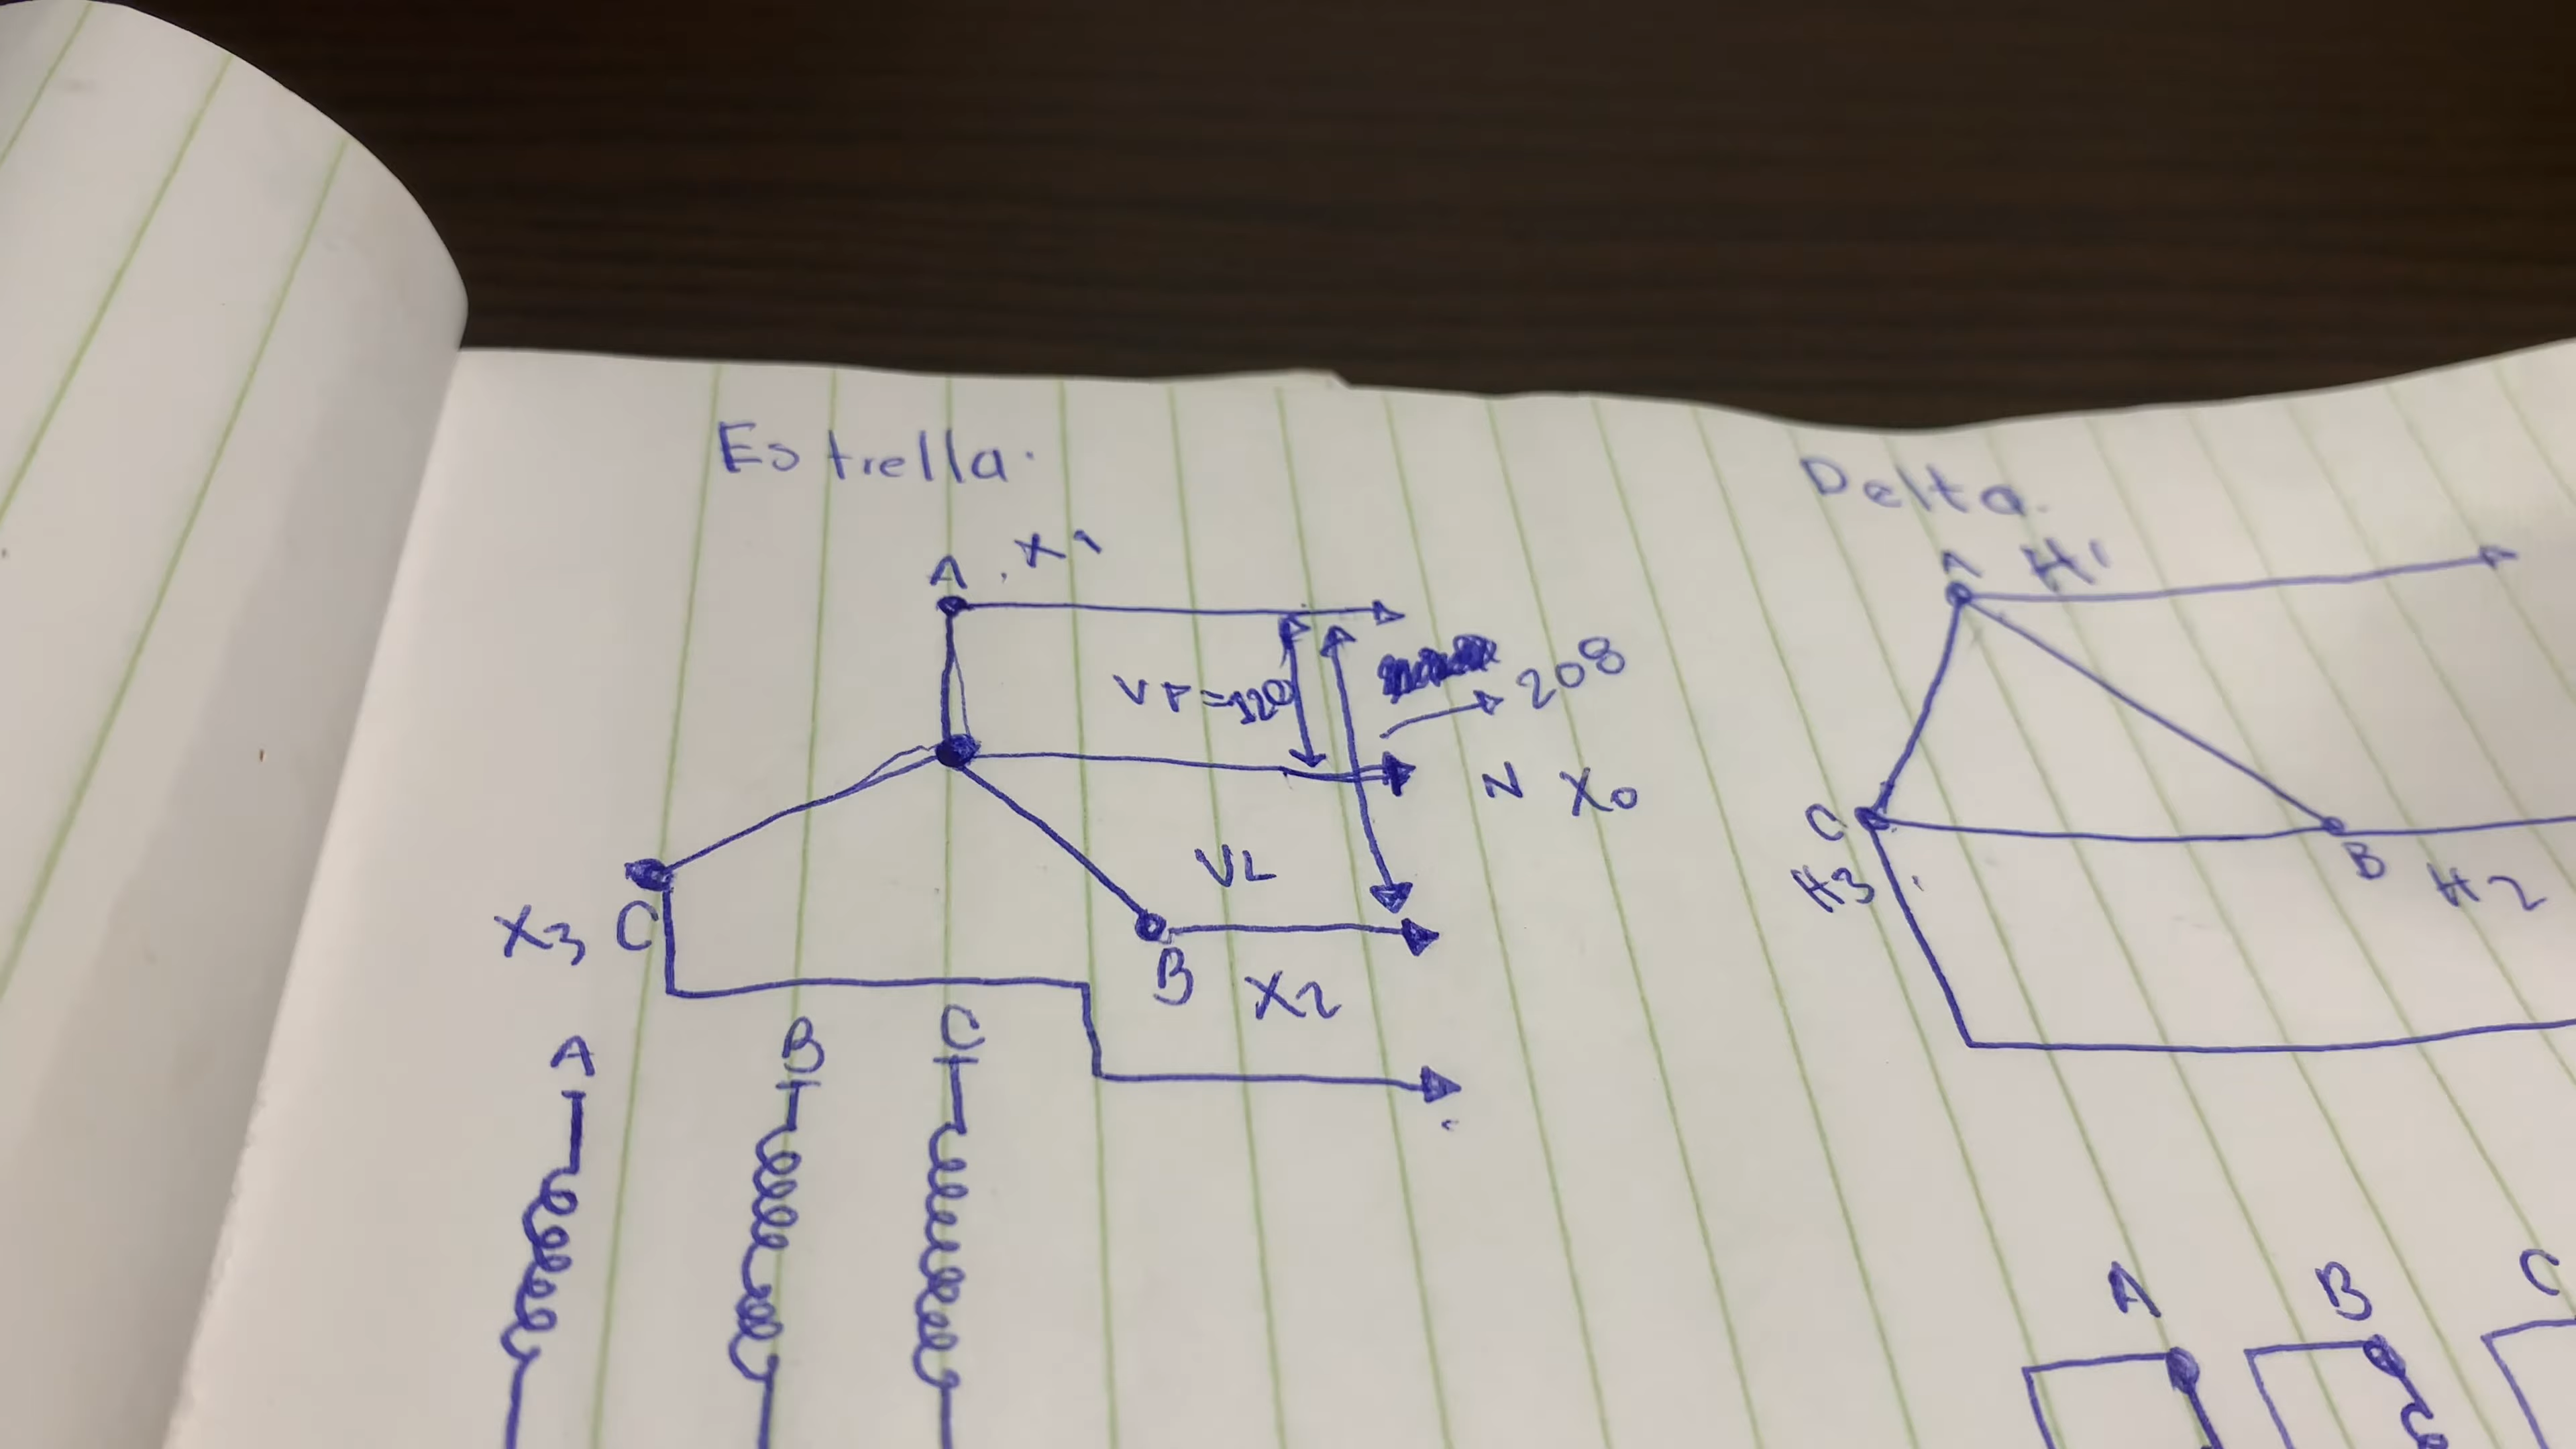 Estrella.
A . X1
VF=120
208
N X0
VL
X3 C
B X2
A B C
Delta.
A H1
C
H3
B H2
A B C